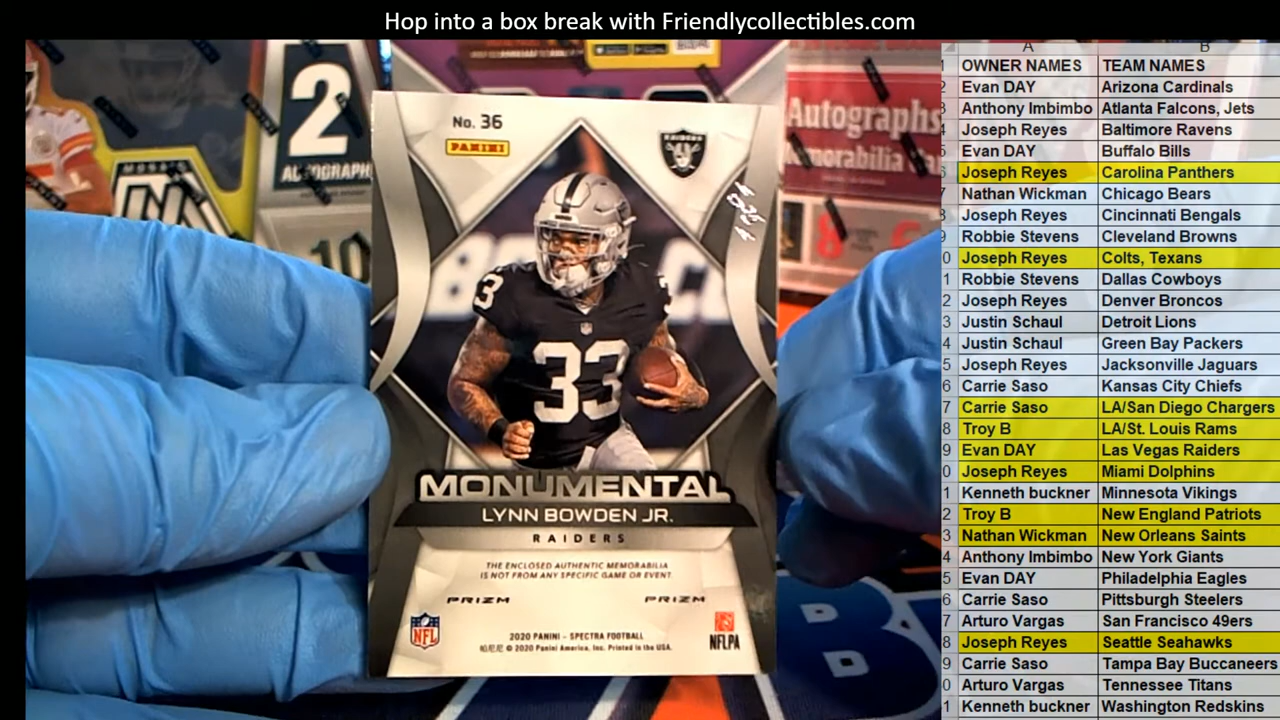 Hop into a box break with Friendlycollectibles.com
MOSAIC
2
AUTOGRAPH
10
Autographs
No. 36
PANINI
RAIDERS
33
MONUMENTAL
LYNN BOWDEN JR.
RAIDERS
THE ENCLOSED AUTHENTIC MEMORABILIA
IS NOT FROM ANY SPECIFIC GAME OR EVENT.
PRIZM PRIZM
NFL
NFLPA
2020 PANINI - SPECTRA FOOTBALL
© 2020 Panini America, Inc. Printed in the USA.
A B
OWNER NAMES TEAM NAMES
Evan DAY Arizona Cardinals
Anthony Imbimbo Atlanta Falcons, Jets
Joseph Reyes Baltimore Ravens
Evan DAY Buffalo Bills
Joseph Reyes Carolina Panthers
Nathan Wickman Chicago Bears
Joseph Reyes Cincinnati Bengals
Robbie Stevens Cleveland Browns
Joseph Reyes Colts, Texans
Robbie Stevens Dallas Cowboys
Joseph Reyes Denver Broncos
Justin Schaul Detroit Lions
Justin Schaul Green Bay Packers
Joseph Reyes Jacksonville Jaguars
Carrie Saso Kansas City Chiefs
Carrie Saso LA/San Diego Chargers
Troy B LA/St. Louis Rams
Evan DAY Las Vegas Raiders
Joseph Reyes Miami Dolphins
Kenneth buckner Minnesota Vikings
Troy B New England Patriots
Nathan Wickman New Orleans Saints
Anthony Imbimbo New York Giants
Evan DAY Philadelphia Eagles
Carrie Saso Pittsburgh Steelers
Arturo Vargas San Francisco 49ers
Joseph Reyes Seattle Seahawks
Carrie Saso Tampa Bay Buccaneers
Arturo Vargas Tennessee Titans
Kenneth buckner Washington Redskins